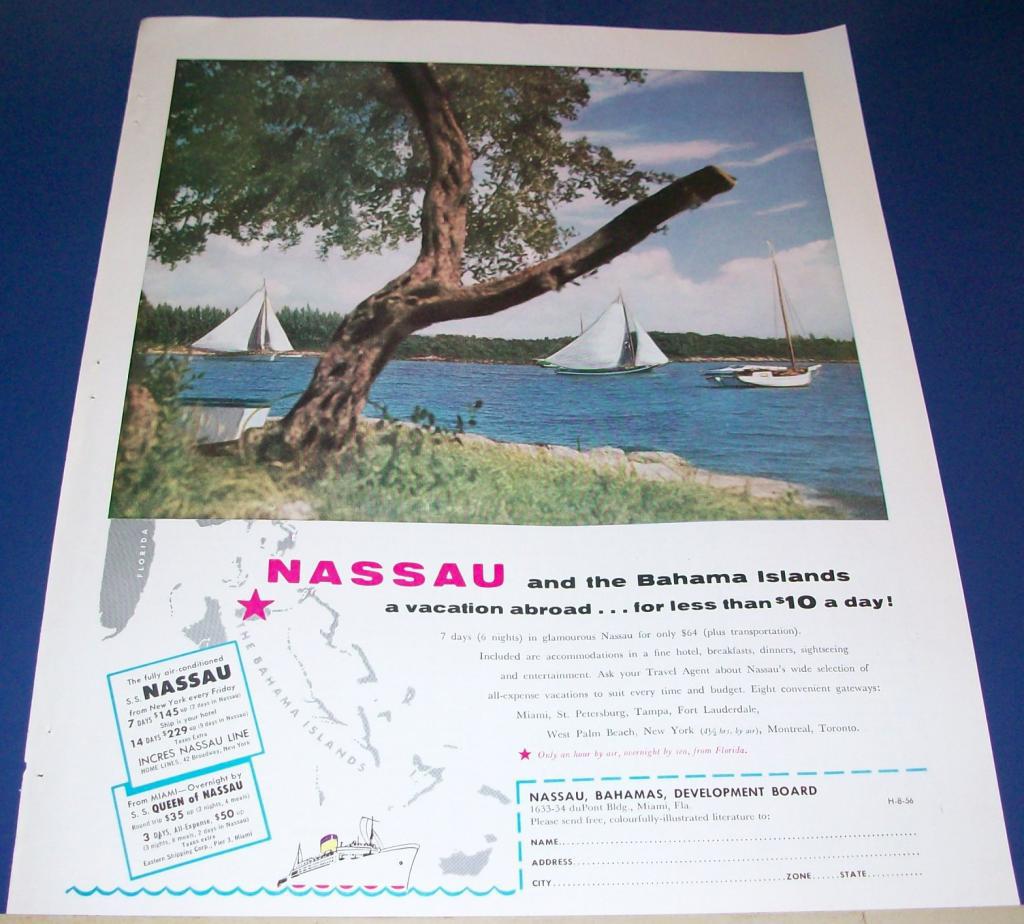 FLORIDA
NASSAU and the Bahama Islands
a vacation abroad ... for less than $10 a day!
7 days (6 nights) in glamourous Nassau for only $64 (plus transportation).
Included are accommodations in a fine hotel, breakfasts, dinners, sightseeing
and entertainment. Ask your Travel Agent about Nassau's wide selection of
all-expense vacations to suit every time and budget. Eight convenient gateways:
Miami, St. Petersburg, Tampa, Fort Lauderdale,
West Palm Beach, New York (4½ hrs. by air), Montreal, Toronto.
Only an hour by air, overnight by sea, from Florida.
THE BAHAMA ISLANDS
The fully air-conditioned
S. S. NASSAU
from New York every Friday
7 DAYS $145 up (2 days in Nassau)
Ship is your hotel
14 DAYS $229 up (9 days in Nassau)
Taxes Extra
INCRES NASSAU LINE
HOME LINES, 42 Broadway, New York
From MIAMI—Overnight by
S. S. QUEEN of NASSAU
Round trip $35 up (2 nights, 4 meals)
3 DAYS, All-Expense, $50 up
(3 nights, 8 meals, 2 days in Nassau)
Taxes extra
Eastern Shipping Corp., Pier 3, Miami
NASSAU, BAHAMAS, DEVELOPMENT BOARD
1633-34 duPont Bldg., Miami, Fla. H-8-56
Please send free, colourfully-illustrated literature to:
NAME
ADDRESS
CITY ZONE STATE